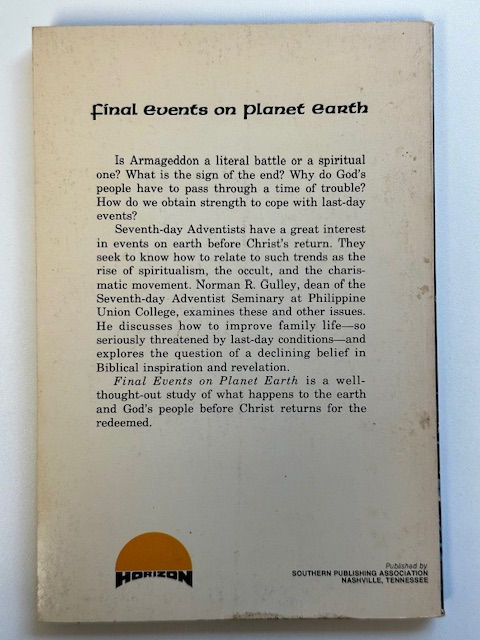 Final Events on Planet Earth
Is Armageddon a literal battle or a spiritual
one? What is the sign of the end? Why do God's
people have to pass through a time of trouble?
How do we obtain strength to cope with last-day
events?
Seventh-day Adventists have a great interest
in events on earth before Christ's return. They
seek to know how to relate to such trends as the
rise of spiritualism, the occult, and the charis-
matic movement. Norman R. Gulley, dean of the
Seventh-day Adventist Seminary at Philippine
Union College, examines these and other issues.
He discusses how to improve family life—so
seriously threatened by last-day conditions—and
explores the question of a declining belief in
Biblical inspiration and revelation.
Final Events on Planet Earth is a well-
thought-out study of what happens to the earth
and God's people before Christ returns for the
redeemed.
HORIZON
Published by
SOUTHERN PUBLISHING ASSOCIATION
NASHVILLE, TENNESSEE